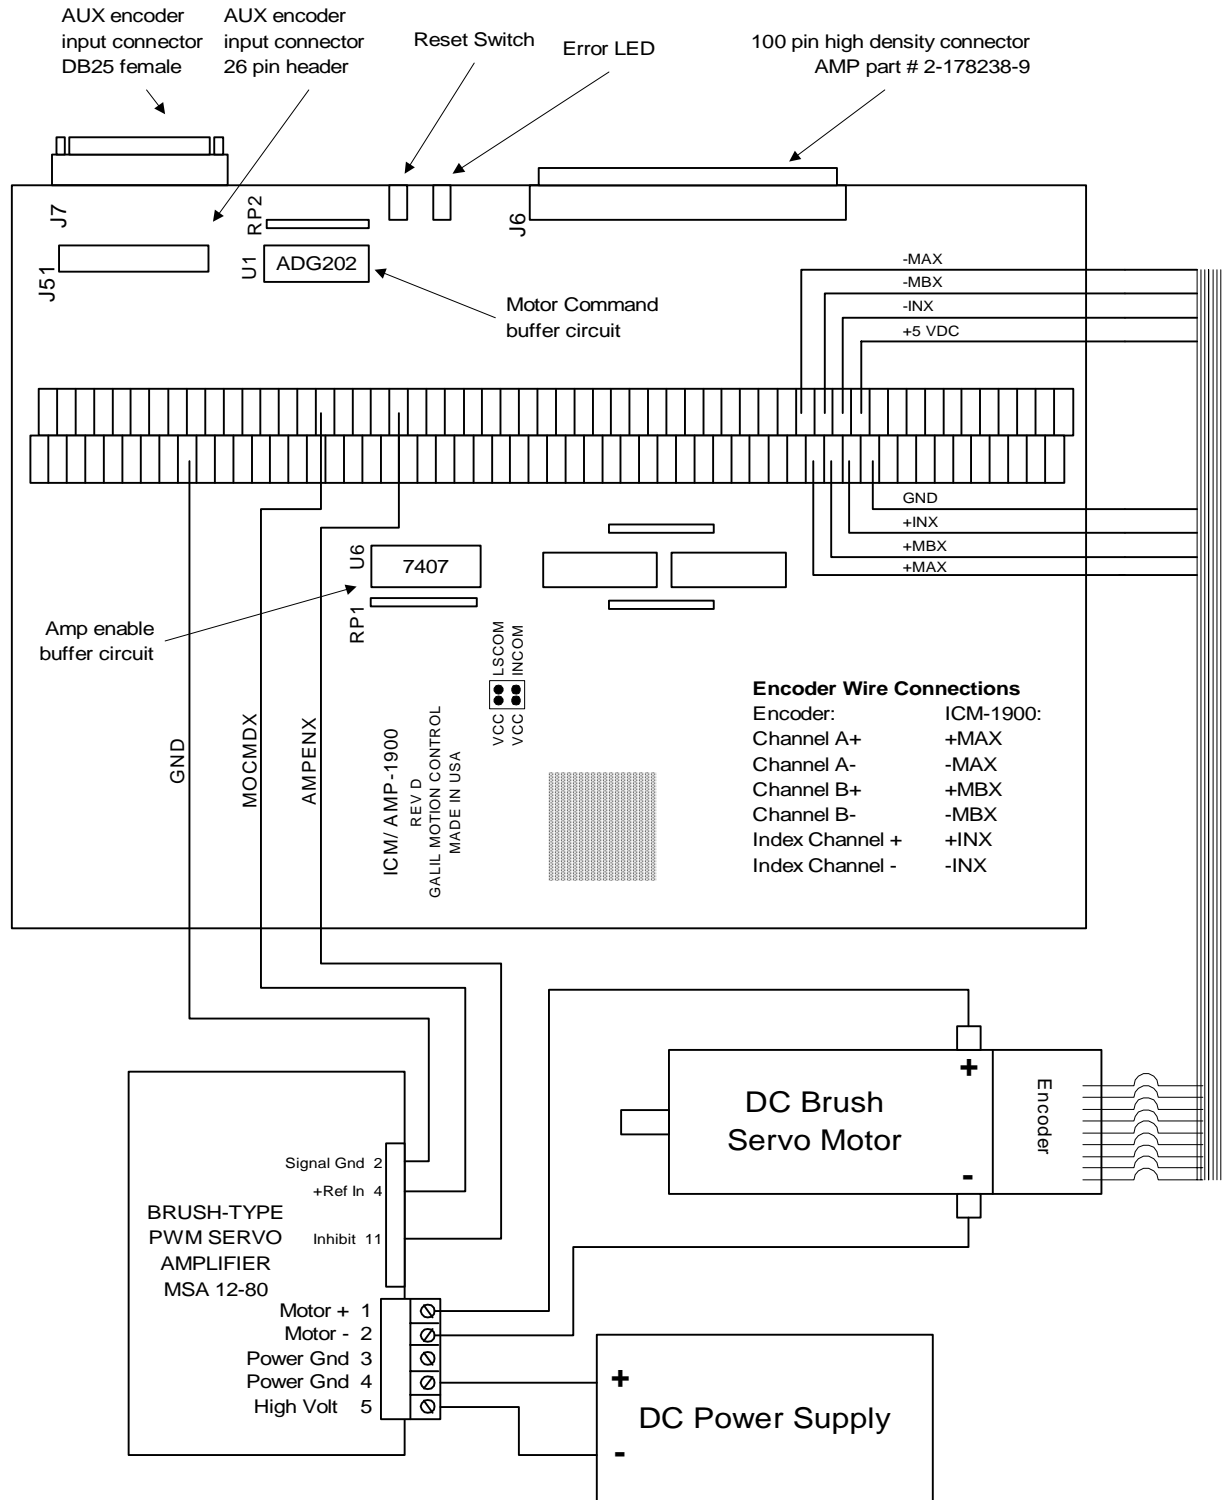 AUX encoder
input connector
DB25 female
AUX encoder
input connector
26 pin header
Reset Switch
Error LED
100 pin high density connector
AMP part # 2-178238-9
J7
J51
RP2
U1
ADG202
J6
Motor Command
buffer circuit
-MAX
-MBX
-INX
+5 VDC
GND
+INX
+MBX
+MAX
U6
7407
RP1
Amp enable
buffer circuit
LSCOM
INCOM
VCC
VCC
GND
MOCMDX
AMPENX
ICM/ AMP-1900
REV D
GALIL MOTION CONTROL
MADE IN USA
Encoder Wire Connections
Encoder: ICM-1900:
Channel A+ +MAX
Channel A- -MAX
Channel B+ +MBX
Channel B- -MBX
Index Channel + +INX
Index Channel - -INX
+
DC Brush
Servo Motor
-
Encoder
Signal Gnd 2
+Ref In 4
Inhibit 11
BRUSH-TYPE
PWM SERVO
AMPLIFIER
MSA 12-80
Motor + 1
Motor - 2
Power Gnd 3
Power Gnd 4
High Volt 5
+
DC Power Supply
-